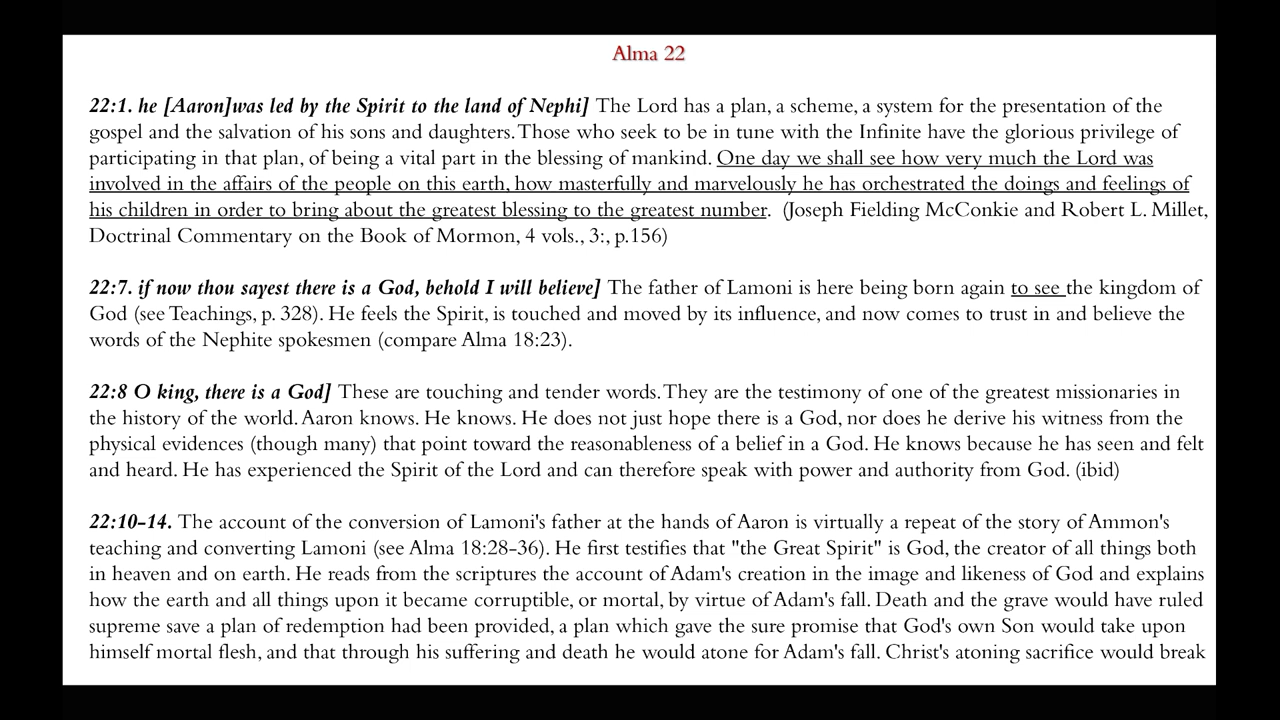 Alma 22
22:1. he [Aaron]was led by the Spirit to the land of Nephi] The Lord has a plan, a scheme, a system for the presentation of the
gospel and the salvation of his sons and daughters. Those who seek to be in tune with the Infinite have the glorious privilege of
participating in that plan, of being a vital part in the blessing of mankind. One day we shall see how very much the Lord was
involved in the affairs of the people on this earth, how masterfully and marvelously he has orchestrated the doings and feelings of
his children in order to bring about the greatest blessing to the greatest number. (Joseph Fielding McConkie and Robert L. Millet,
Doctrinal Commentary on the Book of Mormon, 4 vols., 3:, p.156)
22:7. if now thou sayest there is a God, behold I will believe] The father of Lamoni is here being born again to see the kingdom of
God (see Teachings, p. 328). He feels the Spirit, is touched and moved by its influence, and now comes to trust in and believe the
words of the Nephite spokesmen (compare Alma 18:23).
22:8 O king, there is a God] These are touching and tender words. They are the testimony of one of the greatest missionaries in
the history of the world. Aaron knows. He knows. He does not just hope there is a God, nor does he derive his witness from the
physical evidences (though many) that point toward the reasonableness of a belief in a God. He knows because he has seen and felt
and heard. He has experienced the Spirit of the Lord and can therefore speak with power and authority from God. (ibid)
22:10-14. The account of the conversion of Lamoni's father at the hands of Aaron is virtually a repeat of the story of Ammon's
teaching and converting Lamoni (see Alma 18:28-36). He first testifies that "the Great Spirit" is God, the creator of all things both
in heaven and on earth. He reads from the scriptures the account of Adam's creation in the image and likeness of God and explains
how the earth and all things upon it became corruptible, or mortal, by virtue of Adam's fall. Death and the grave would have ruled
supreme save a plan of redemption had been provided, a plan which gave the sure promise that God's own Son would take upon
himself mortal flesh, and that through his suffering and death he would atone for Adam's fall. Christ's atoning sacrifice would break